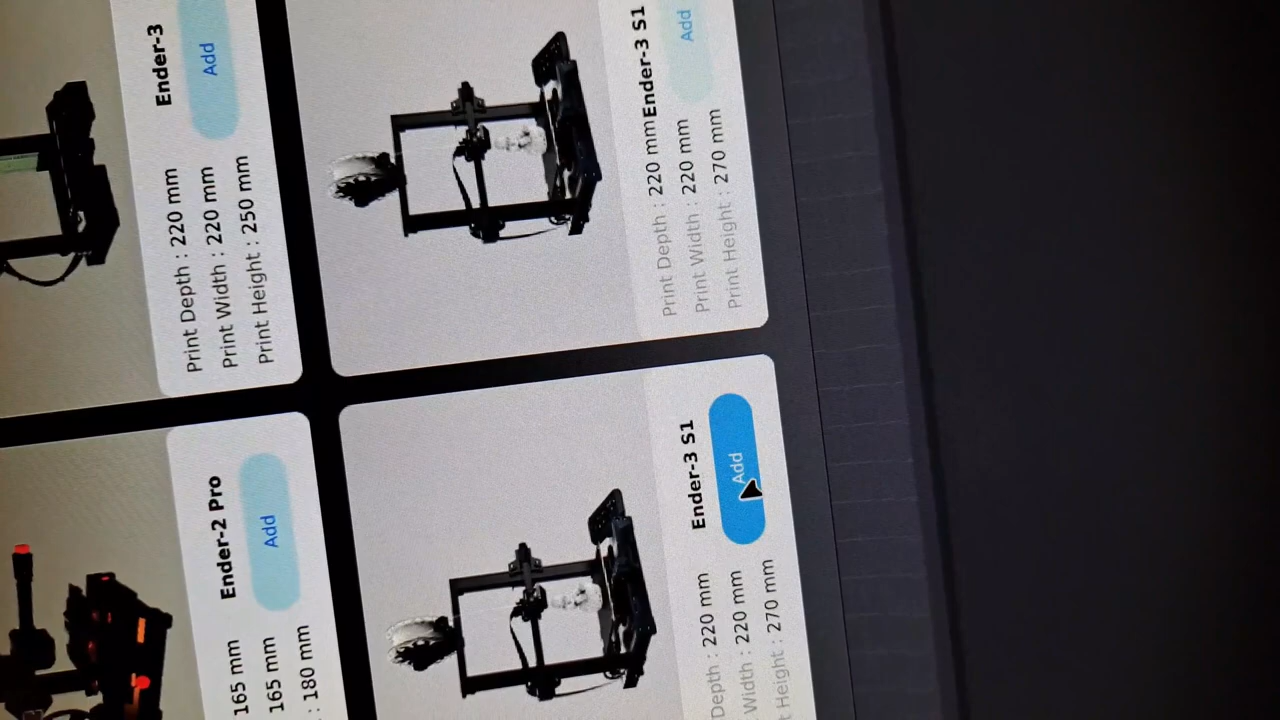 Ender-2 Pro
Add
165 mm
165 mm
: 180 mm
Ender-3
Add
Print Depth : 220 mm
Print Width : 220 mm
Print Height : 250 mm
Ender-3 S1
Add
Depth : 220 mm
Width : 220 mm
t Height : 270 mm
Ender-3 S1
Add
Print Depth : 220 mm
Print Width : 220 mm
Print Height : 270 mm